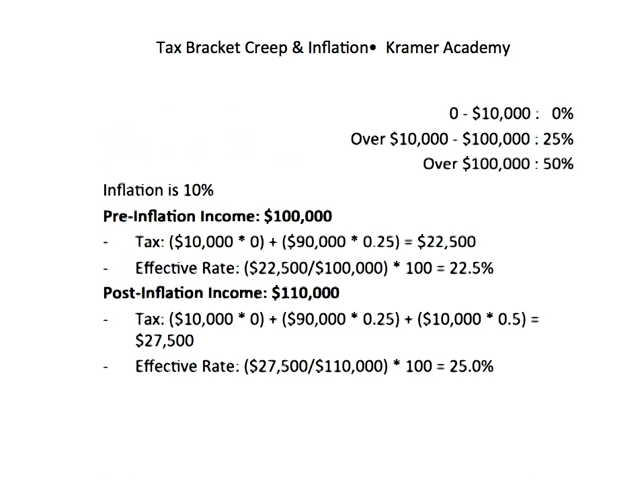 Tax Bracket Creep & Inflation• Kramer Academy
0 - $10,000 : 0%
Over $10,000 - $100,000 : 25%
Over $100,000 : 50%
Inflation is 10%
Pre-Inflation Income: $100,000
- Tax: ($10,000 * 0) + ($90,000 * 0.25) = $22,500
- Effective Rate: ($22,500/$100,000) * 100 = 22.5%
Post-Inflation Income: $110,000
- Tax: ($10,000 * 0) + ($90,000 * 0.25) + ($10,000 * 0.5) =
$27,500
- Effective Rate: ($27,500/$110,000) * 100 = 25.0%